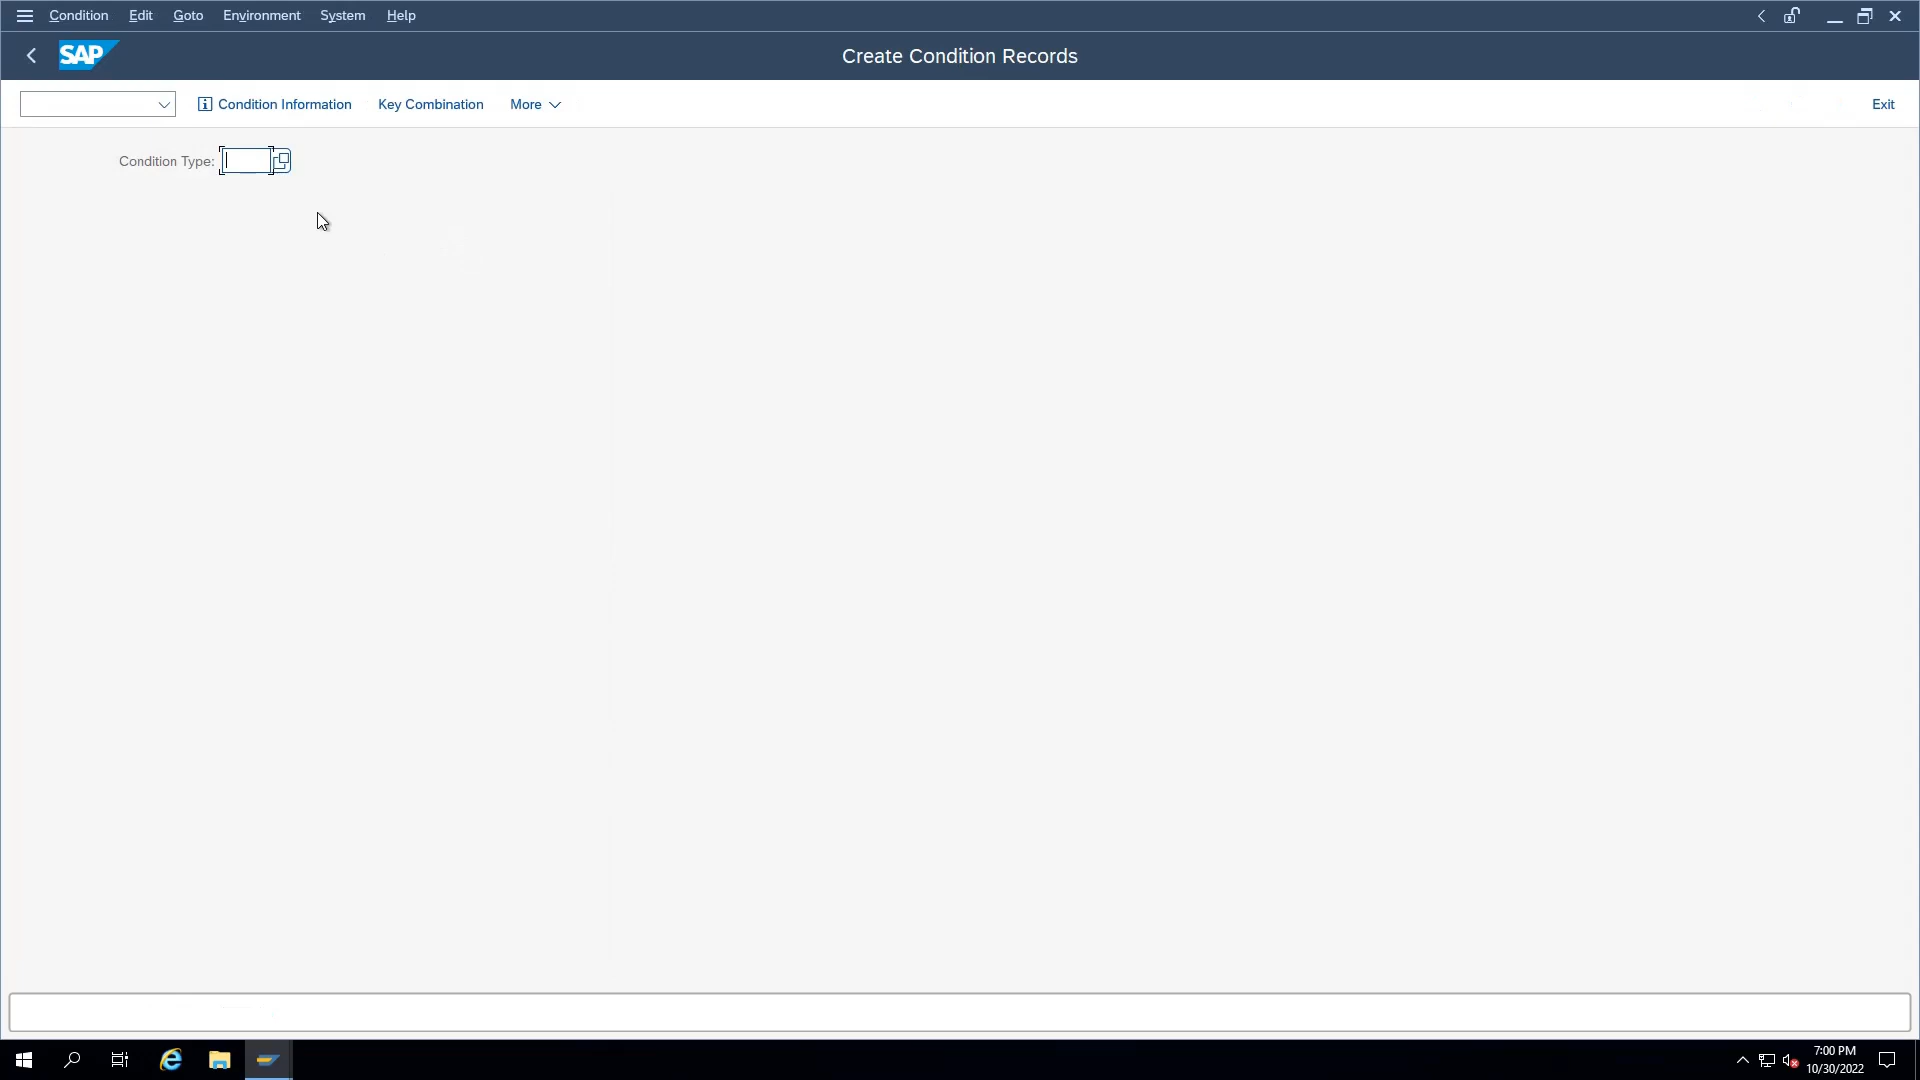 Condition Edit Goto Environment System Help
SAP Create Condition Records
Condition Information Key Combination More Exit
Condition Type:
7:00 PM
10/30/2022